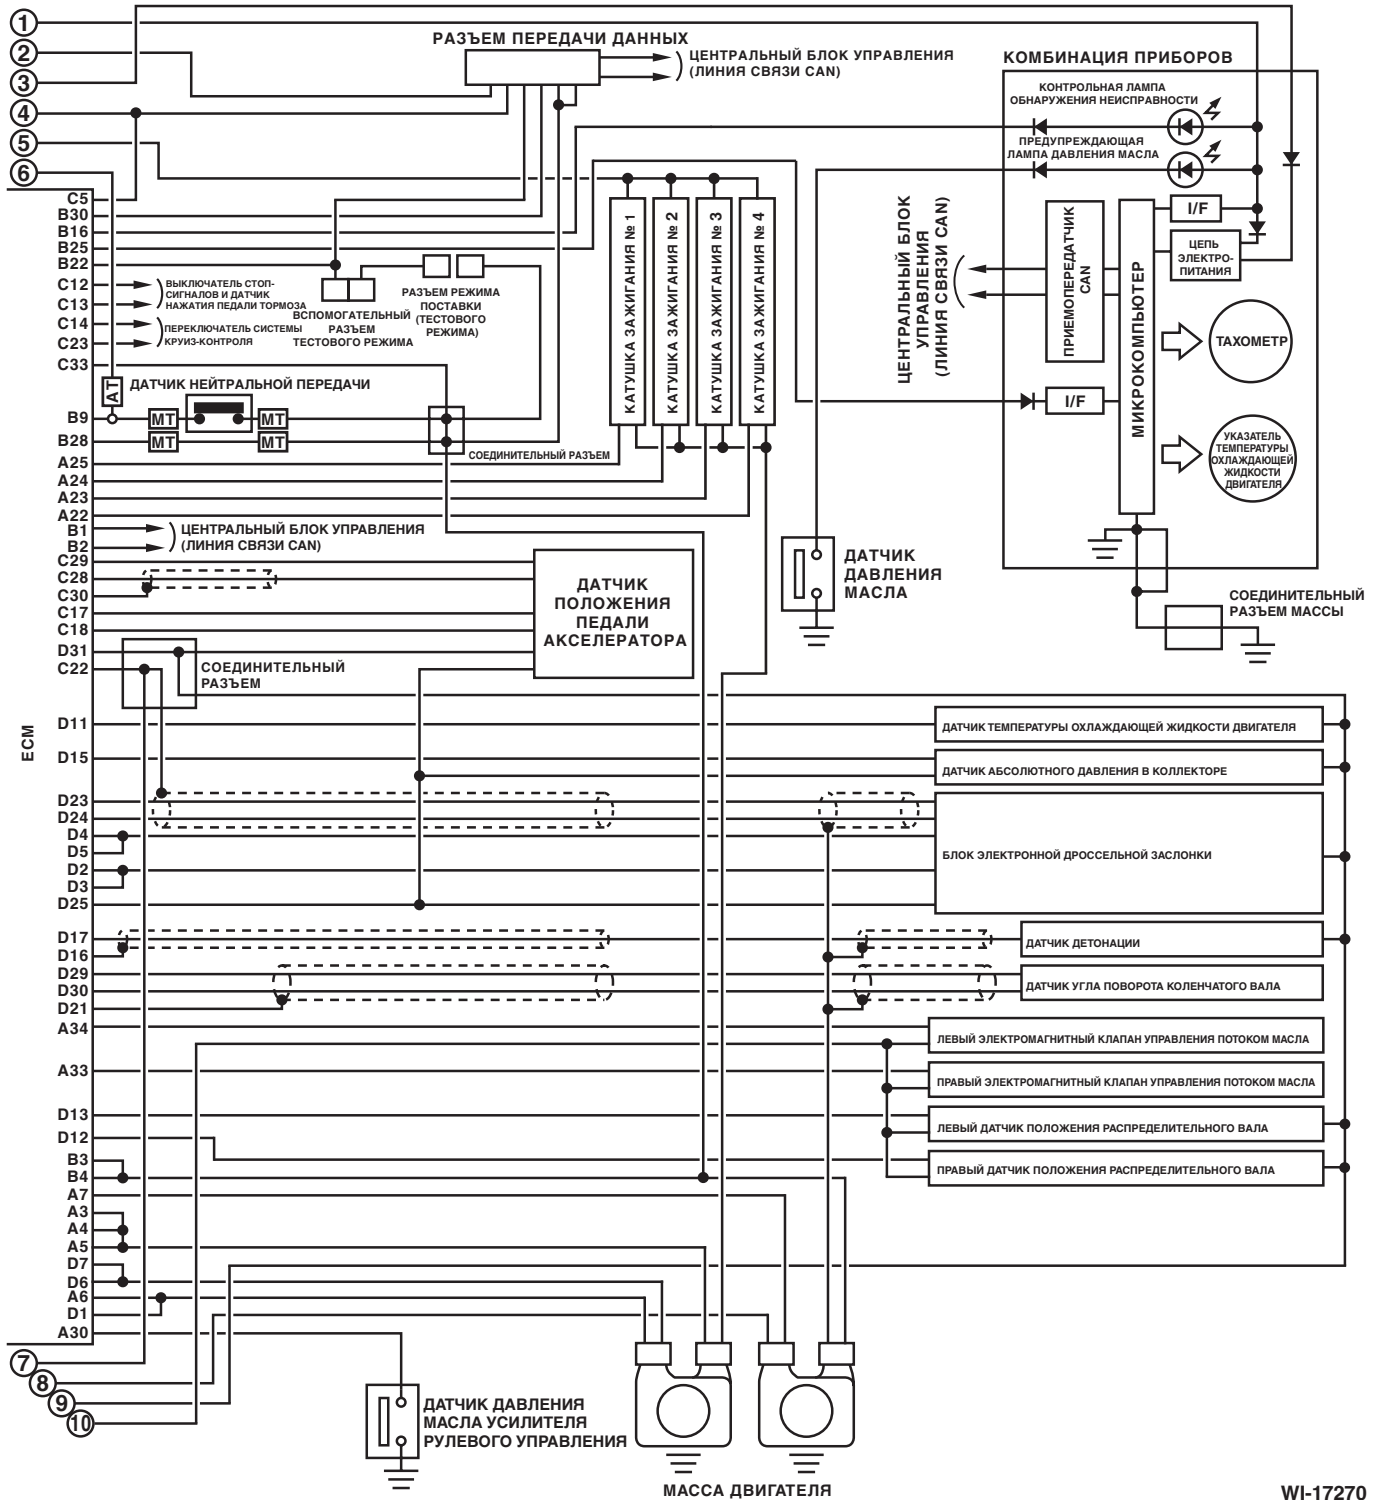 1
2
3
4
5
6
РАЗЪЕМ ПЕРЕДАЧИ ДАННЫХ
ЦЕНТРАЛЬНЫЙ БЛОК УПРАВЛЕНИЯ
(ЛИНИЯ СВЯЗИ CAN)
КОМБИНАЦИЯ ПРИБОРОВ
КОНТРОЛЬНАЯ ЛАМПА
ОБНАРУЖЕНИЯ НЕИСПРАВНОСТИ
ПРЕДУПРЕЖДАЮЩАЯ
ЛАМПА ДАВЛЕНИЯ МАСЛА
I/F
ЦЕПЬ
ЭЛЕКТРО-
ПИТАНИЯ
ПРИЕМОПЕРЕДАТЧИК
CAN
МИКРОКОМПЬЮТЕР
ЦЕНТРАЛЬНЫЙ БЛОК
УПРАВЛЕНИЯ
(ЛИНИЯ СВЯЗИ CAN)
ТАХОМЕТР
I/F
УКАЗАТЕЛЬ
ТЕМПЕРАТУРЫ
ОХЛАЖДАЮЩЕЙ
ЖИДКОСТИ
ДВИГАТЕЛЯ
СОЕДИНИТЕЛЬНЫЙ
РАЗЪЕМ МАССЫ
КАТУШКА ЗАЖИГАНИЯ № 1
КАТУШКА ЗАЖИГАНИЯ № 2
КАТУШКА ЗАЖИГАНИЯ № 3
КАТУШКА ЗАЖИГАНИЯ № 4
C5
B30
B16
B25
B22
C12
C13
C14
C23
C33
ВЫКЛЮЧАТЕЛЬ СТОП-
СИГНАЛОВ И ДАТЧИК
НАЖАТИЯ ПЕДАЛИ ТОРМОЗА
ПЕРЕКЛЮЧАТЕЛЬ СИСТЕМЫ
КРУИЗ-КОНТРОЛЯ
ВСПОМОГАТЕЛЬНЫЙ
РАЗЪЕМ
ТЕСТОВОГО РЕЖИМА
РАЗЪЕМ РЕЖИМА
ПОСТАВКИ
(ТЕСТОВОГО
РЕЖИМА)
AT
ДАТЧИК НЕЙТРАЛЬНОЙ ПЕРЕДАЧИ
B9
MT
MT
B28
MT
MT
СОЕДИНИТЕЛЬНЫЙ РАЗЪЕМ
A25
A24
A23
A22
B1
B2
ЦЕНТРАЛЬНЫЙ БЛОК УПРАВЛЕНИЯ
(ЛИНИЯ СВЯЗИ CAN)
C29
C28
C30
C17
C18
D31
C22
ДАТЧИК
ПОЛОЖЕНИЯ
ПЕДАЛИ
АКСЕЛЕРАТОРА
ДАТЧИК
ДАВЛЕНИЯ
МАСЛА
СОЕДИНИТЕЛЬНЫЙ
РАЗЪЕМ
ECM
D11
ДАТЧИК ТЕМПЕРАТУРЫ ОХЛАЖДАЮЩЕЙ ЖИДКОСТИ ДВИГАТЕЛЯ
D15
ДАТЧИК АБСОЛЮТНОГО ДАВЛЕНИЯ В КОЛЛЕКТОРЕ
D23
D24
D4
D5
D2
D3
D25
БЛОК ЭЛЕКТРОННОЙ ДРОССЕЛЬНОЙ ЗАСЛОНКИ
D17
D16
ДАТЧИК ДЕТОНАЦИИ
D29
D30
D21
ДАТЧИК УГЛА ПОВОРОТА КОЛЕНЧАТОГО ВАЛА
A34
ЛЕВЫЙ ЭЛЕКТРОМАГНИТНЫЙ КЛАПАН УПРАВЛЕНИЯ ПОТОКОМ МАСЛА
A33
ПРАВЫЙ ЭЛЕКТРОМАГНИТНЫЙ КЛАПАН УПРАВЛЕНИЯ ПОТОКОМ МАСЛА
D13
ЛЕВЫЙ ДАТЧИК ПОЛОЖЕНИЯ РАСПРЕДЕЛИТЕЛЬНОГО ВАЛА
D12
ПРАВЫЙ ДАТЧИК ПОЛОЖЕНИЯ РАСПРЕДЕЛИТЕЛЬНОГО ВАЛА
B3
B4
A7
A3
A4
A5
D7
D6
A6
D1
A30
7
8
9
10
ДАТЧИК ДАВЛЕНИЯ
МАСЛА УСИЛИТЕЛЯ
РУЛЕВОГО УПРАВЛЕНИЯ
МАССА ДВИГАТЕЛЯ
WI-17270